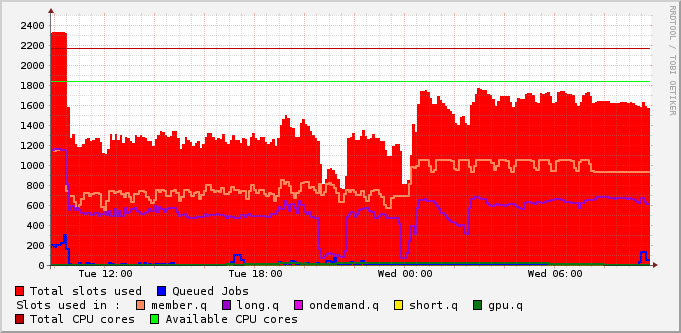 2400
2200
2000
1800
1600
1400
1200
1000
800
600
400
200
0
Tue 12:00 Tue 18:00 Wed 00:00 Wed 06:00
Total slots used Queued Jobs
Slots used in : member.q long.q ondemand.q short.q gpu.q
Total CPU cores Available CPU cores
RRDTOOL / TOBI OETIKER